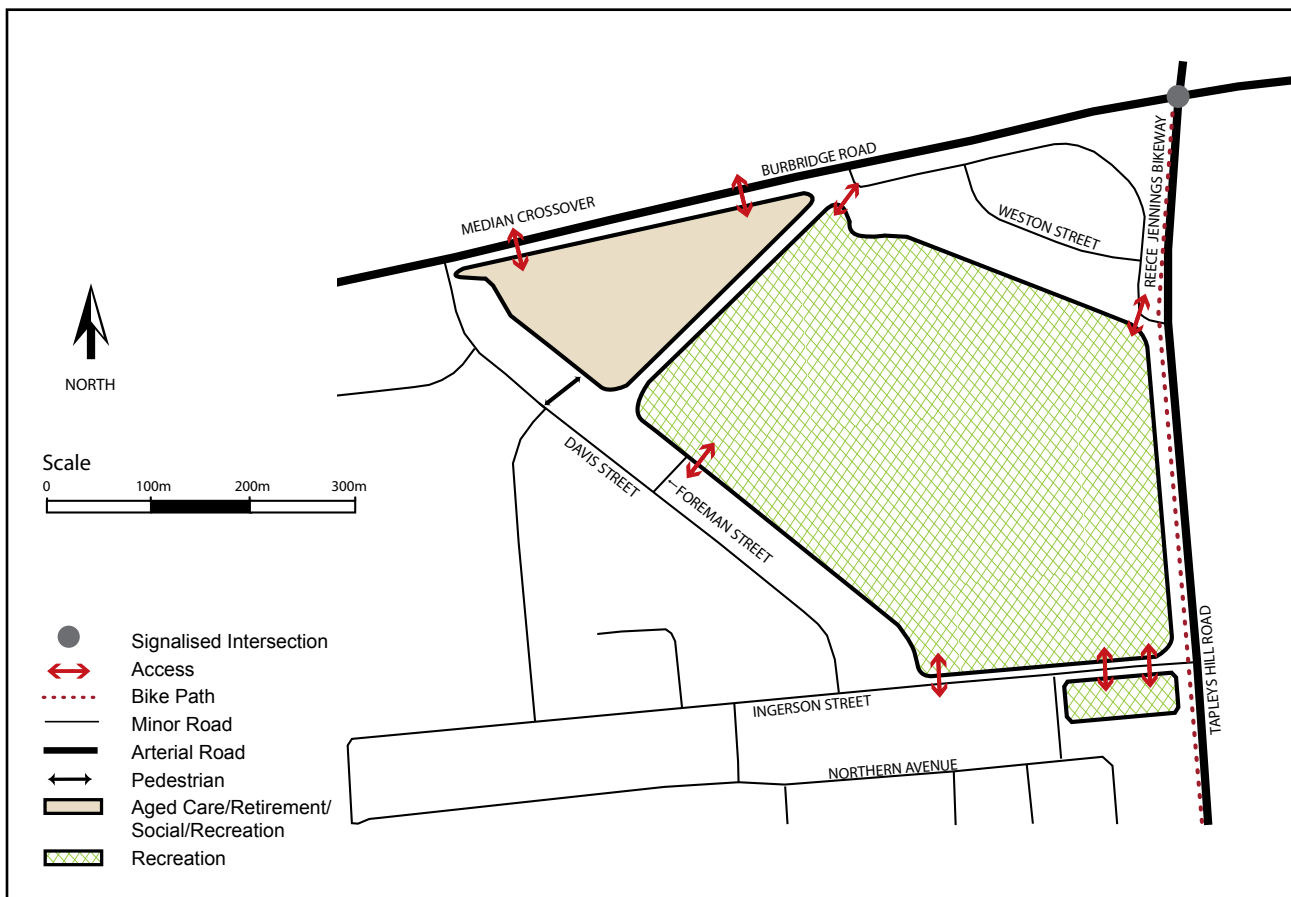 BURBRIDGE ROAD
MEDIAN CROSSOVER
REECE JENNINGS BIKEWAY
WESTON STREET
NORTH
DAVIS STREET
←FOREMAN STREET
Scale
0 100m 200m 300m
TAPLEYS HILL ROAD
INGERSON STREET
NORTHERN AVENUE
Signalised Intersection
Access
Bike Path
Minor Road
Arterial Road
Pedestrian
Aged Care/Retirement/
Social/Recreation
Recreation